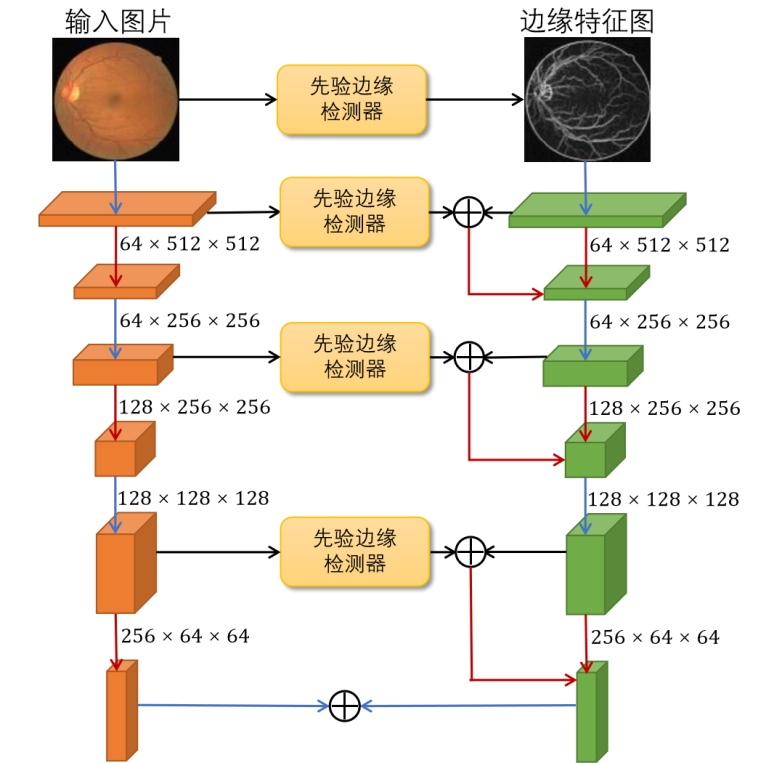 输入图片
边缘特征图
先验边缘
检测器
先验边缘
检测器
64 × 512 × 512
64 × 512 × 512
64 × 256 × 256
64 × 256 × 256
先验边缘
检测器
128 × 256 × 256
128 × 256 × 256
128 × 128 × 128
128 × 128 × 128
先验边缘
检测器
256 × 64 × 64
256 × 64 × 64